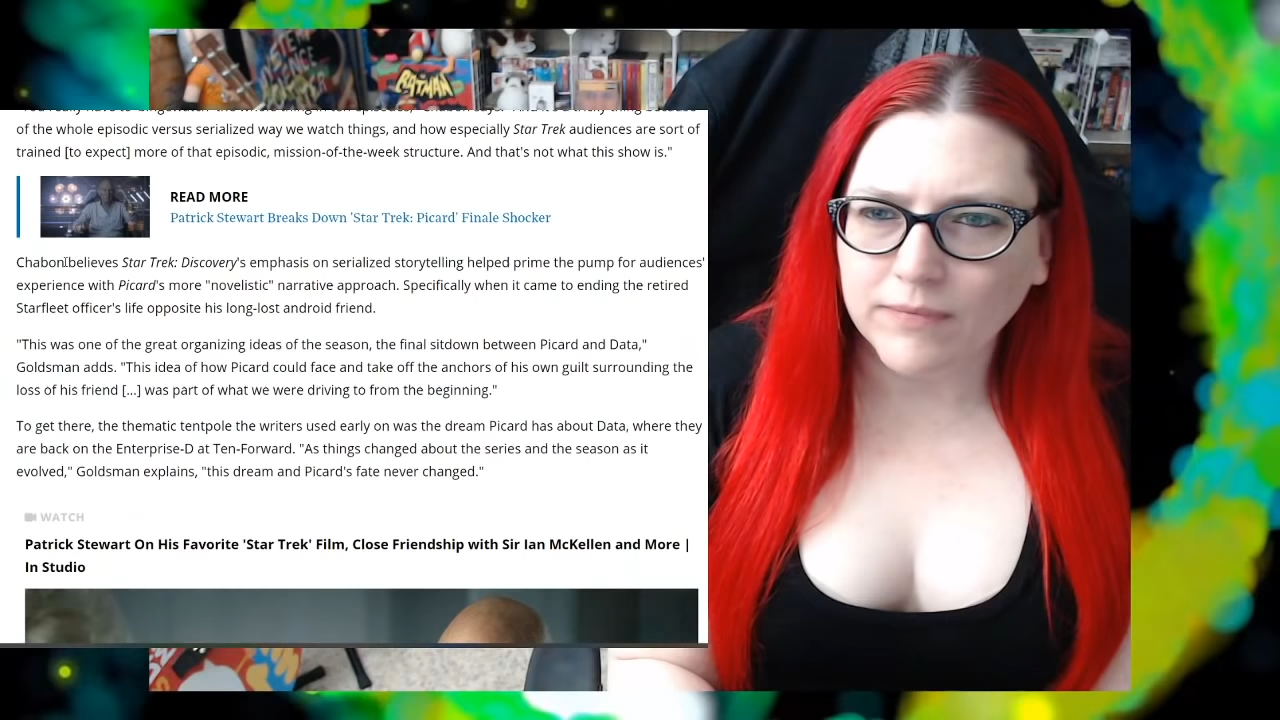 BATMAN
of the whole episodic versus serialized way we watch things, and how especially Star Trek audiences are sort of
trained [to expect] more of that episodic, mission-of-the-week structure. And that's not what this show is."
READ MORE
Patrick Stewart Breaks Down 'Star Trek: Picard' Finale Shocker
Chabon believes Star Trek: Discovery's emphasis on serialized storytelling helped prime the pump for audiences'
experience with Picard's more "novelistic" narrative approach. Specifically when it came to ending the retired
Starfleet officer's life opposite his long-lost android friend.
"This was one of the great organizing ideas of the season, the final sitdown between Picard and Data,"
Goldsman adds. "This idea of how Picard could face and take off the anchors of his own guilt surrounding the
loss of his friend [...] was part of what we were driving to from the beginning."
To get there, the thematic tentpole the writers used early on was the dream Picard has about Data, where they
are back on the Enterprise-D at Ten-Forward. "As things changed about the series and the season as it
evolved," Goldsman explains, "this dream and Picard's fate never changed."
WATCH
Patrick Stewart On His Favorite 'Star Trek' Film, Close Friendship with Sir Ian McKellen and More |
In Studio